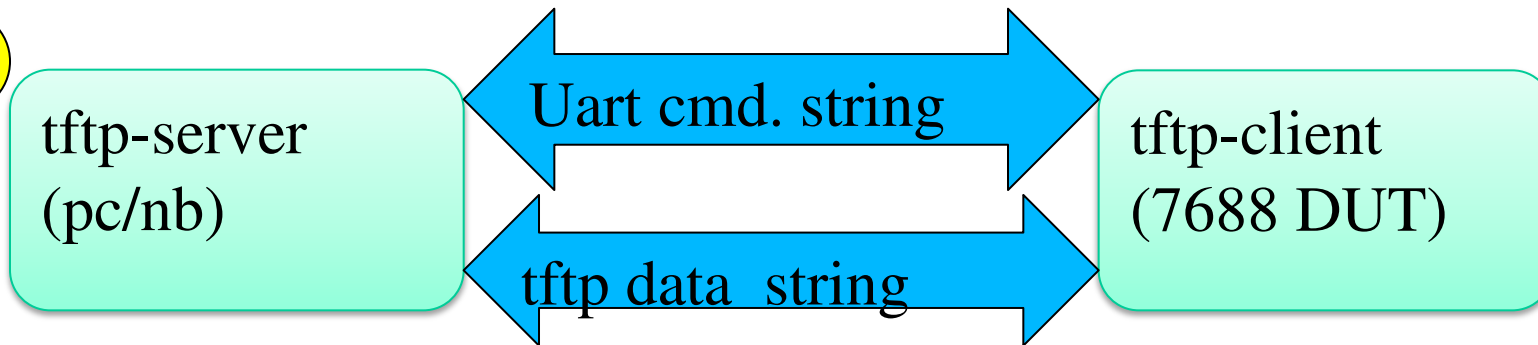 tftp-server
(pc/nb)
Uart cmd. string
tftp data  string
tftp-client
(7688 DUT)